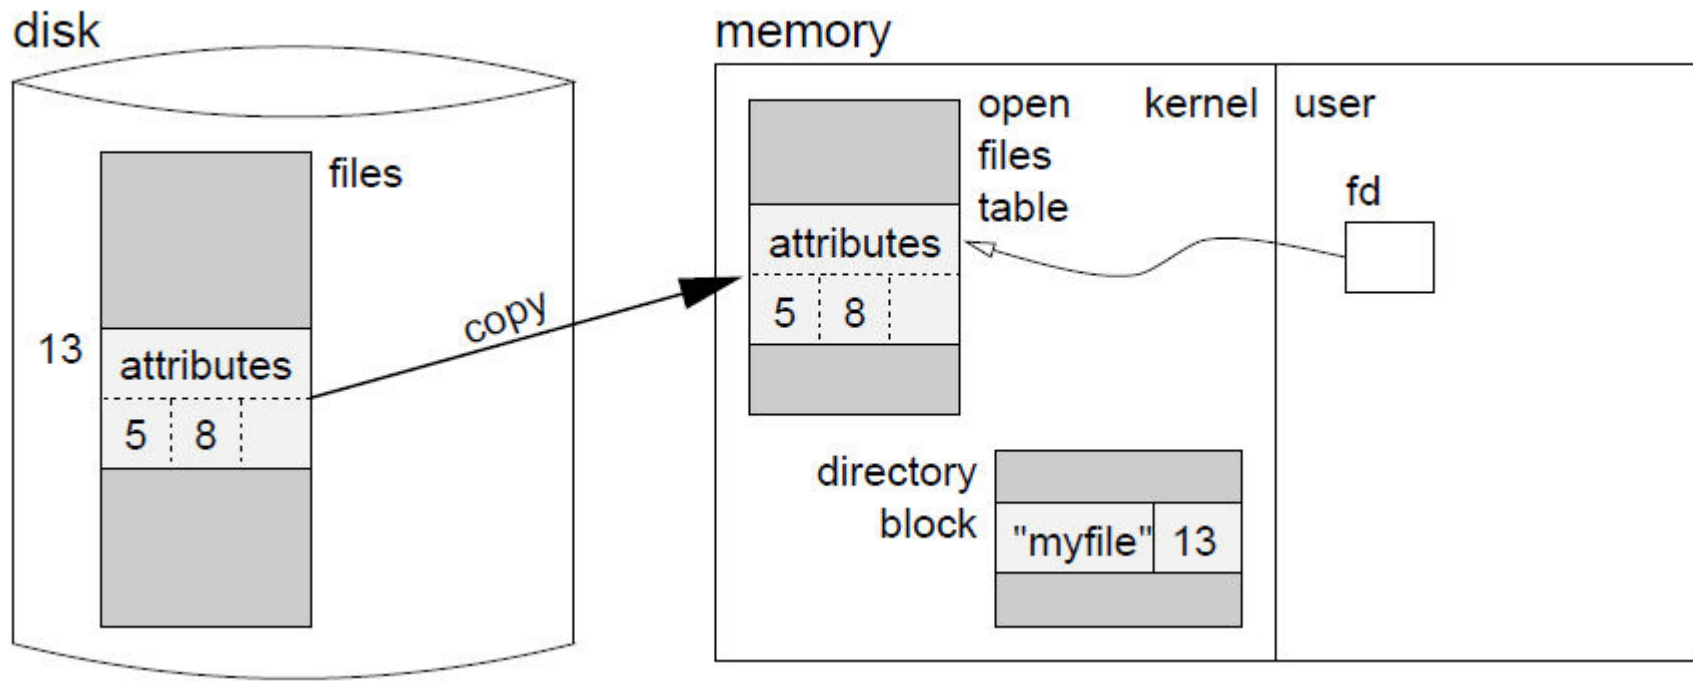 disk
files
13
attributes
5 8
copy
memory
open
files
table
kernel
user
attributes
5 8
fd
directory
block
"myfile" 13